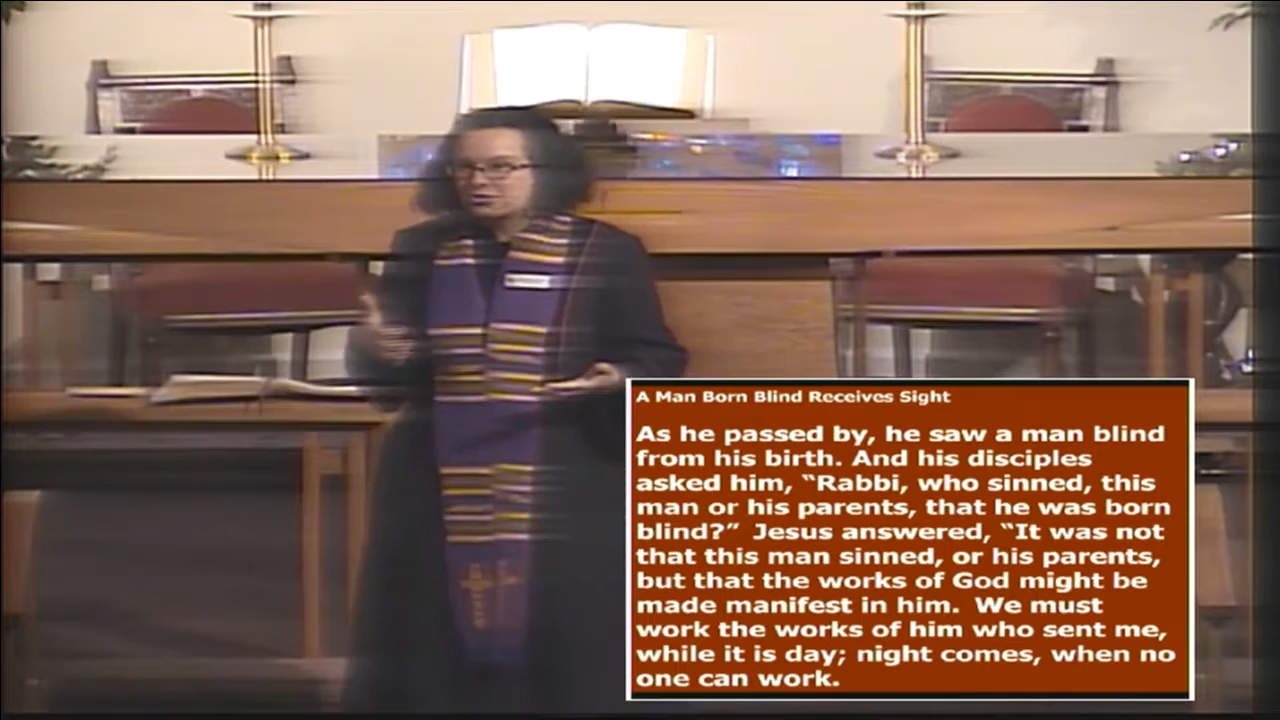 A Man Born Blind Receives Sight
As he passed by, he saw a man blind
from his birth. And his disciples
asked him, “Rabbi, who sinned, this
man or his parents, that he was born
blind?” Jesus answered, “It was not
that this man sinned, or his parents,
but that the works of God might be
made manifest in him. We must
work the works of him who sent me,
while it is day; night comes, when no
one can work.